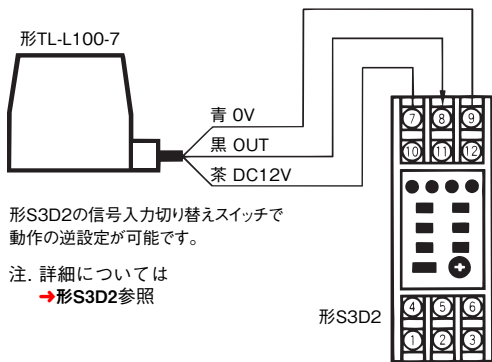 形TL-L100-7
青 0V
黒 OUT
茶 DC12V
⑦ ⑧ ⑨
⑩ ⑪ ⑫
形S3D2の信号入力切り替えスイッチで
動作の逆設定が可能です。
注. 詳細については
→形S3D2参照
形S3D2
④ ⑤ ⑥
① ② ③